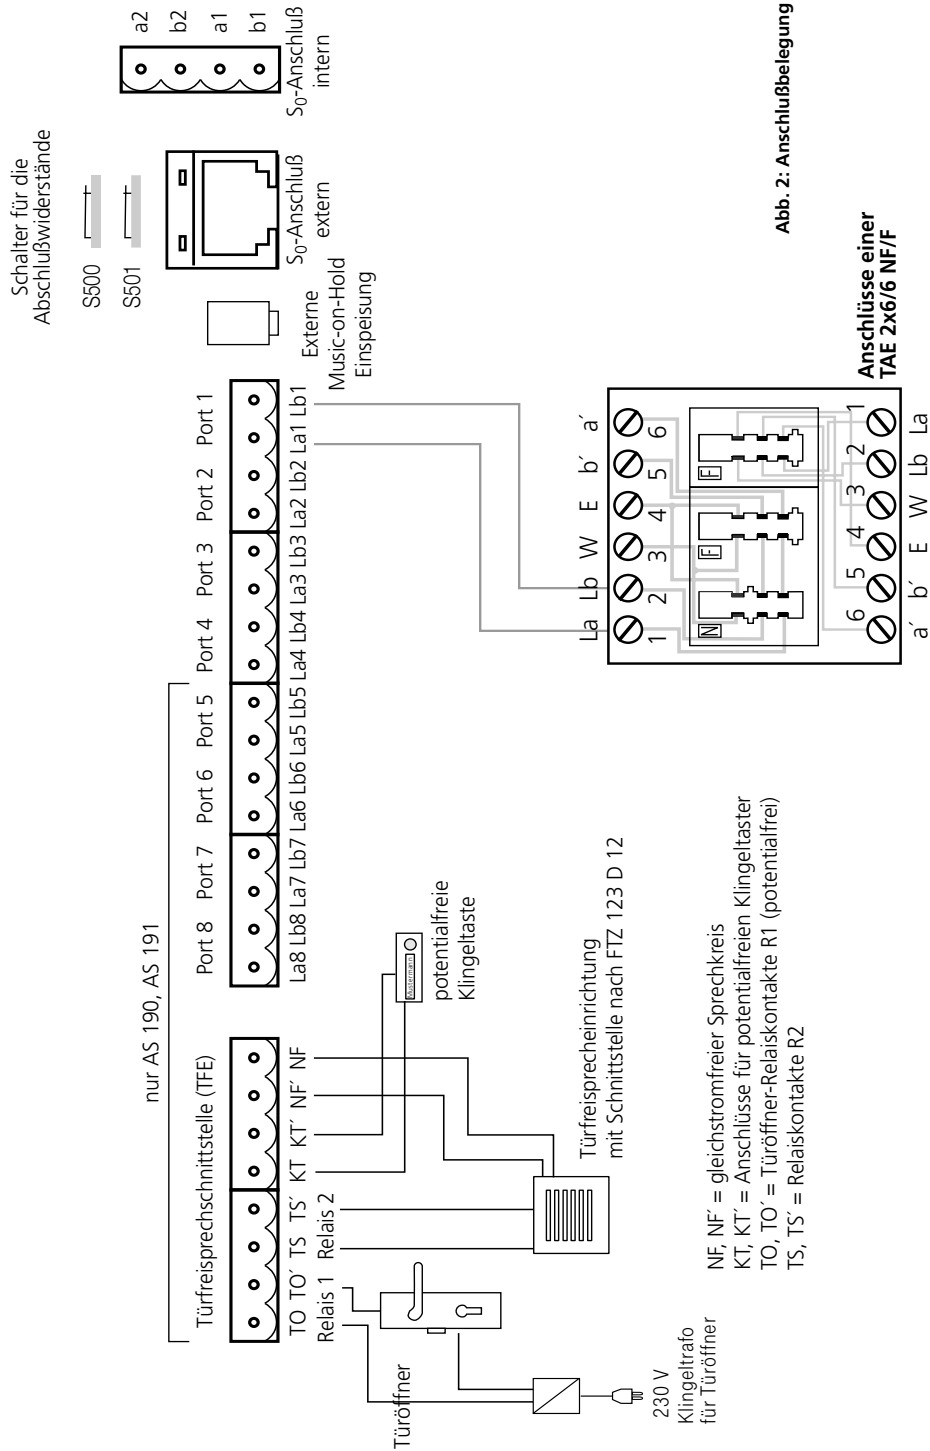 nur AS 190, AS 191
Türfreisprechschnittstelle (TFE)
Port 8
Port 7
Port 6
Port 5
Port 4
Port 3
Port 2
Port 1
TO TO´ TS TS´ KT KT´ NF´ NF
Relais 1
Relais 2
La8 Lb8 La7 Lb7 La6 Lb6 La5 Lb5 La4 Lb4 La3 Lb3 La2 Lb2 La1 Lb1
Schalter für die
Abschlußwiderstände
S500
S501
Externe
Music-on-Hold
Einspeisung
S0-Anschluß
extern
a2
b2
a1
b1
S0-Anschluß
intern
Türöffner
230 V
Klingeltrafo
für Türöffner
Mustermann
potentialfreie
Klingeltaste
Türfreisprecheinrichtung
mit Schnittstelle nach FTZ 123 D 12
NF, NF´ = gleichstromfreier Sprechkreis
KT, KT´ = Anschlüsse für potentialfreien Klingeltaster
TO, TO´ = Türöffner-Relaiskontakte R1 (potentialfrei)
TS, TS´ = Relaiskontakte R2
La Lb W E b´ a´
1 2 3 4 5 6
N F F
6 5 4 3 2 1
a´ b´ E W Lb La
Anschlüsse einer
TAE 2x6/6 NF/F
Abb. 2: Anschlußbelegung